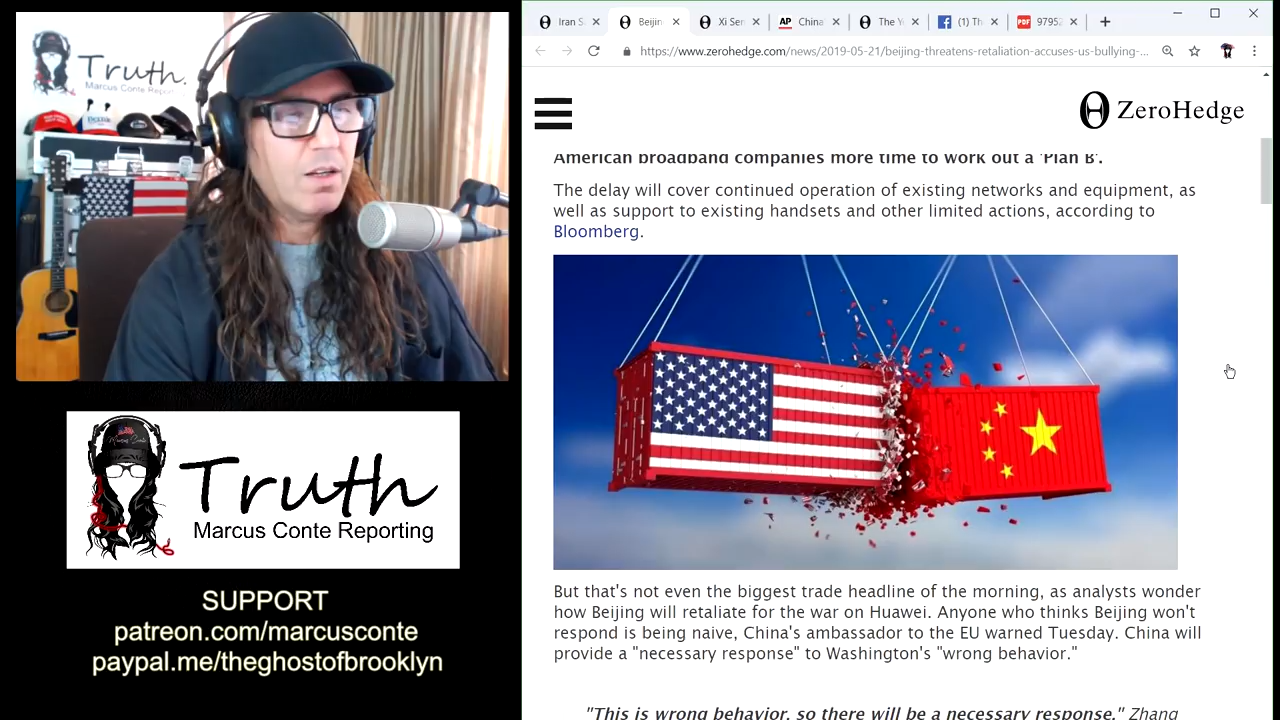 Truth.
Marcus Conte Reporting
Truth
Marcus Conte Reporting
SUPPORT
patreon.com/marcusconte
paypal.me/theghostofbrooklyn
Iran S
Beijin
Xi Ser
AP China
The Y
(1) Th
PDF 9795
https://www.zerohedge.com/news/2019-05-21/beijing-threatens-retaliation-accuses-us-bullying-...
ZeroHedge
American broadband companies more time to work out a 'Plan B'.
The delay will cover continued operation of existing networks and equipment, as
well as support to existing handsets and other limited actions, according to
Bloomberg.
But that's not even the biggest trade headline of the morning, as analysts wonder
how Beijing will retaliate for the war on Huawei. Anyone who thinks Beijing won't
respond is being naive, China's ambassador to the EU warned Tuesday. China will
provide a "necessary response" to Washington's "wrong behavior."
"This is wrong behavior, so there will be a necessary response," Zhang